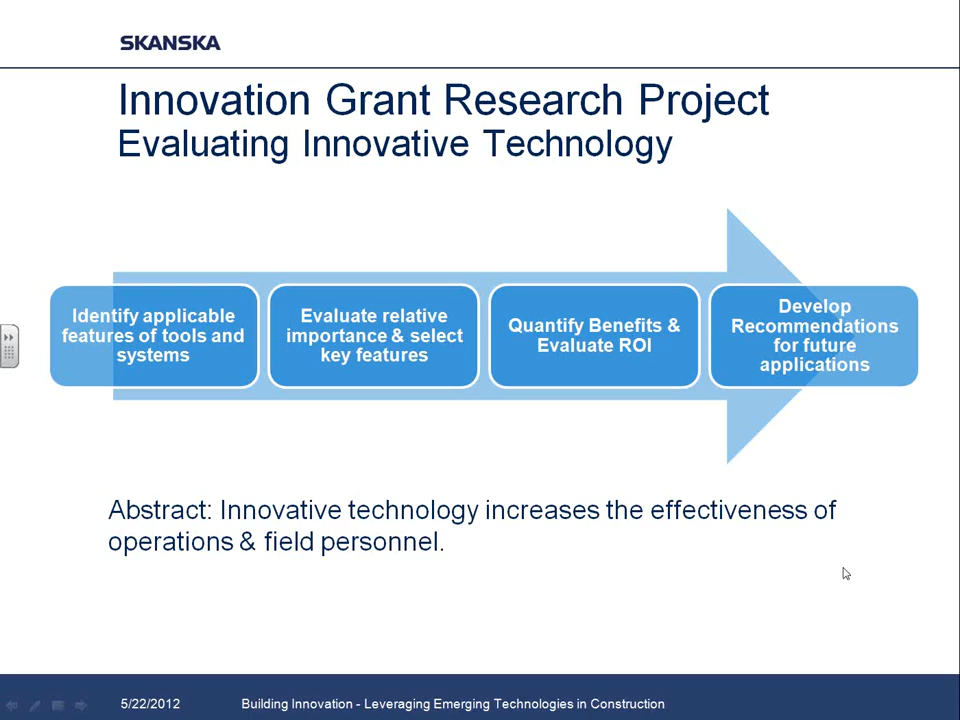 SKANSKA
Innovation Grant Research Project
Evaluating Innovative Technology
Identify applicable
features of tools and
systems
Evaluate relative
importance & select
key features
Quantify Benefits &
Evaluate ROI
Develop
Recommendations
for future
applications
Abstract: Innovative technology increases the effectiveness of
operations & field personnel.
5/22/2012
Building Innovation - Leveraging Emerging Technologies in Construction